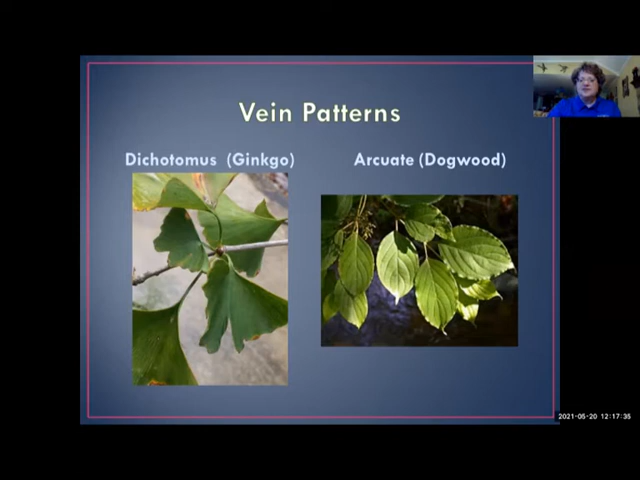 Vein Patterns
Dichotomus (Ginkgo)
Arcuate (Dogwood)
2021-05-20 12:17:35